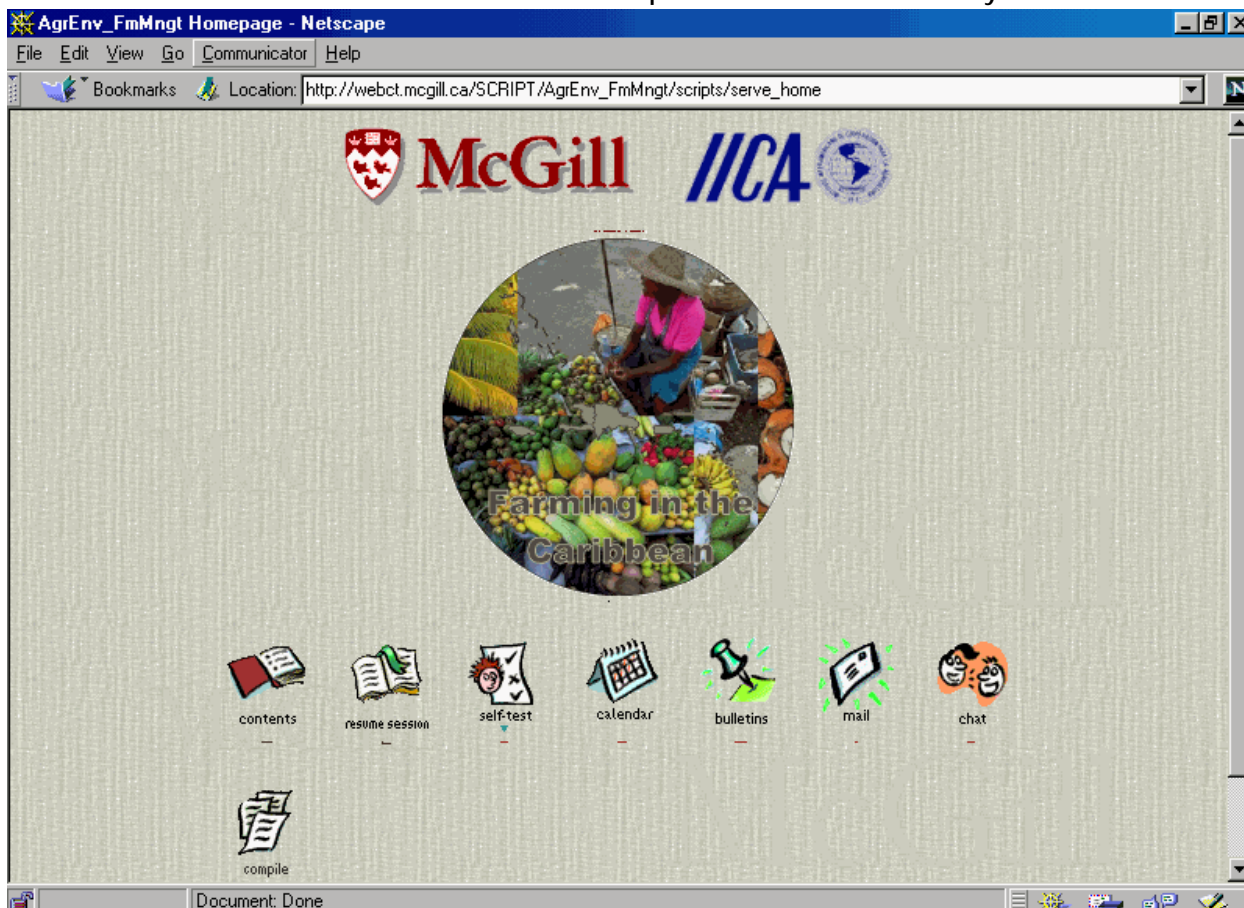 AgrEnv_FmMngt Homepage - Netscape
File Edit View Go Communicator Help
Bookmarks Location: http://webct.mcgill.ca/SCRIPT/AgrEnv_FmMngt/scripts/serve_home
McGill IICA
Farming in the
Caribbean
contents resume session self-test calendar bulletins mail chat
compile
Document: Done